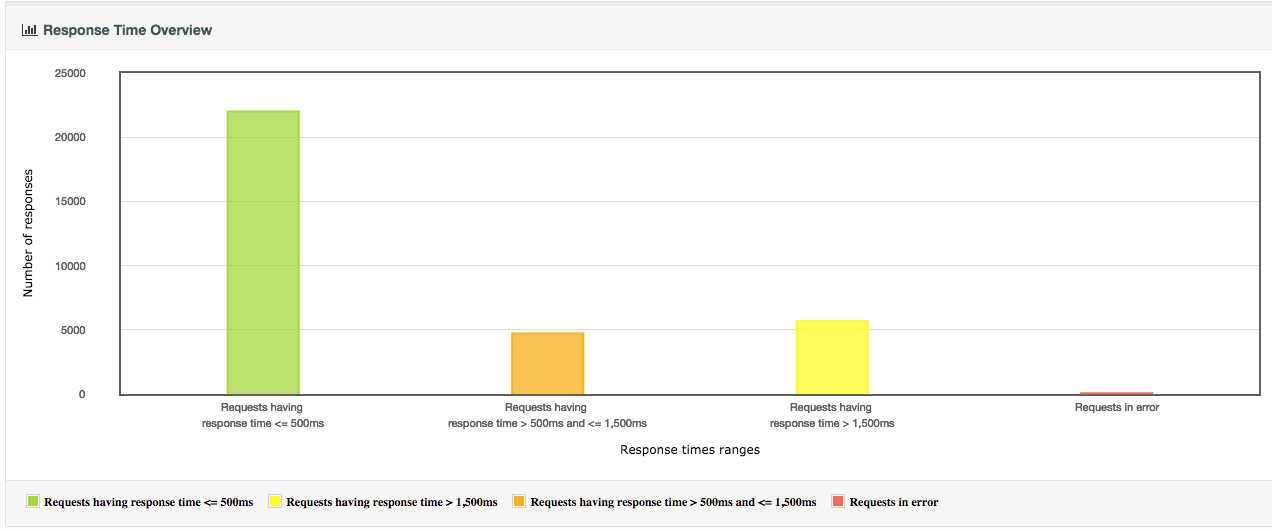 Response Time Overview
25000
20000
15000
10000
5000
0
Number of responses
Requests having
response time <= 500ms
Requests having
response time > 500ms and <= 1,500ms
Requests having
response time > 1,500ms
Requests in error
Response times ranges
Requests having response time <= 500ms
Requests having response time > 1,500ms
Requests having response time > 500ms and <= 1,500ms
Requests in error